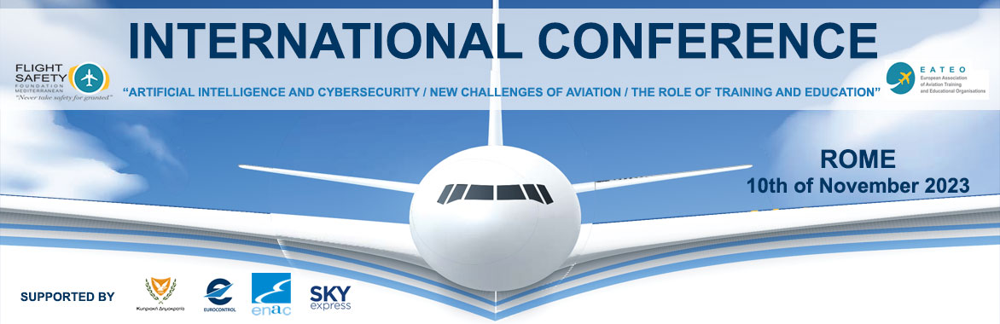 INTERNATIONAL CONFERENCE
FLIGHT
SAFETY
FOUNDATION
MEDITERRANEAN
"Never take safety for granted"
“ARTIFICIAL INTELLIGENCE AND CYBERSECURITY / NEW CHALLENGES OF AVIATION / THE ROLE OF TRAINING AND EDUCATION”
EATEO
European Association
of Aviation Training
and Educational Organisations
ROME
10th of November 2023
SUPPORTED BY
Κυπριακή Δημοκρατία
EUROCONTROL
enac
SKY
express